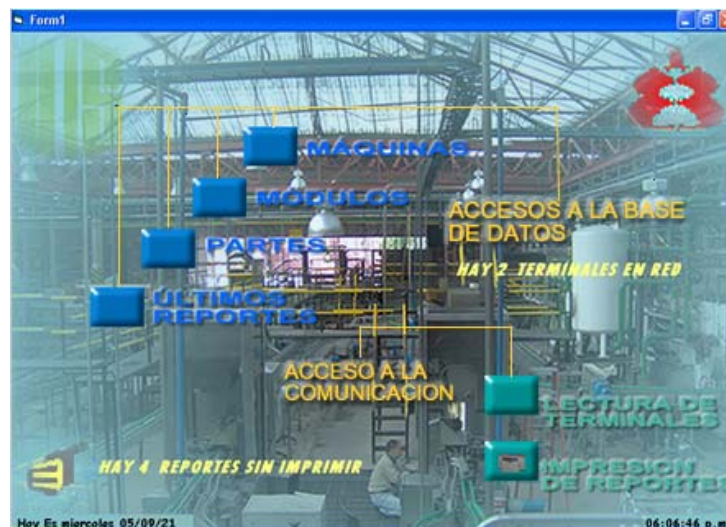 Form1
MÁQUINAS
MÓDULOS
PARTES
ÚLTIMOS
REPORTES
ACCESOS A LA BASE
DE DATOS
HAY 2 TERMINALES EN RED
ACCESO A LA
COMUNICACION
LECTURA DE
TERMINALES
IMPRESION
DE REPORTES
HAY 4 REPORTES SIN IMPRIMIR
Hoy Es miercoles 05/09/21
06:06:46